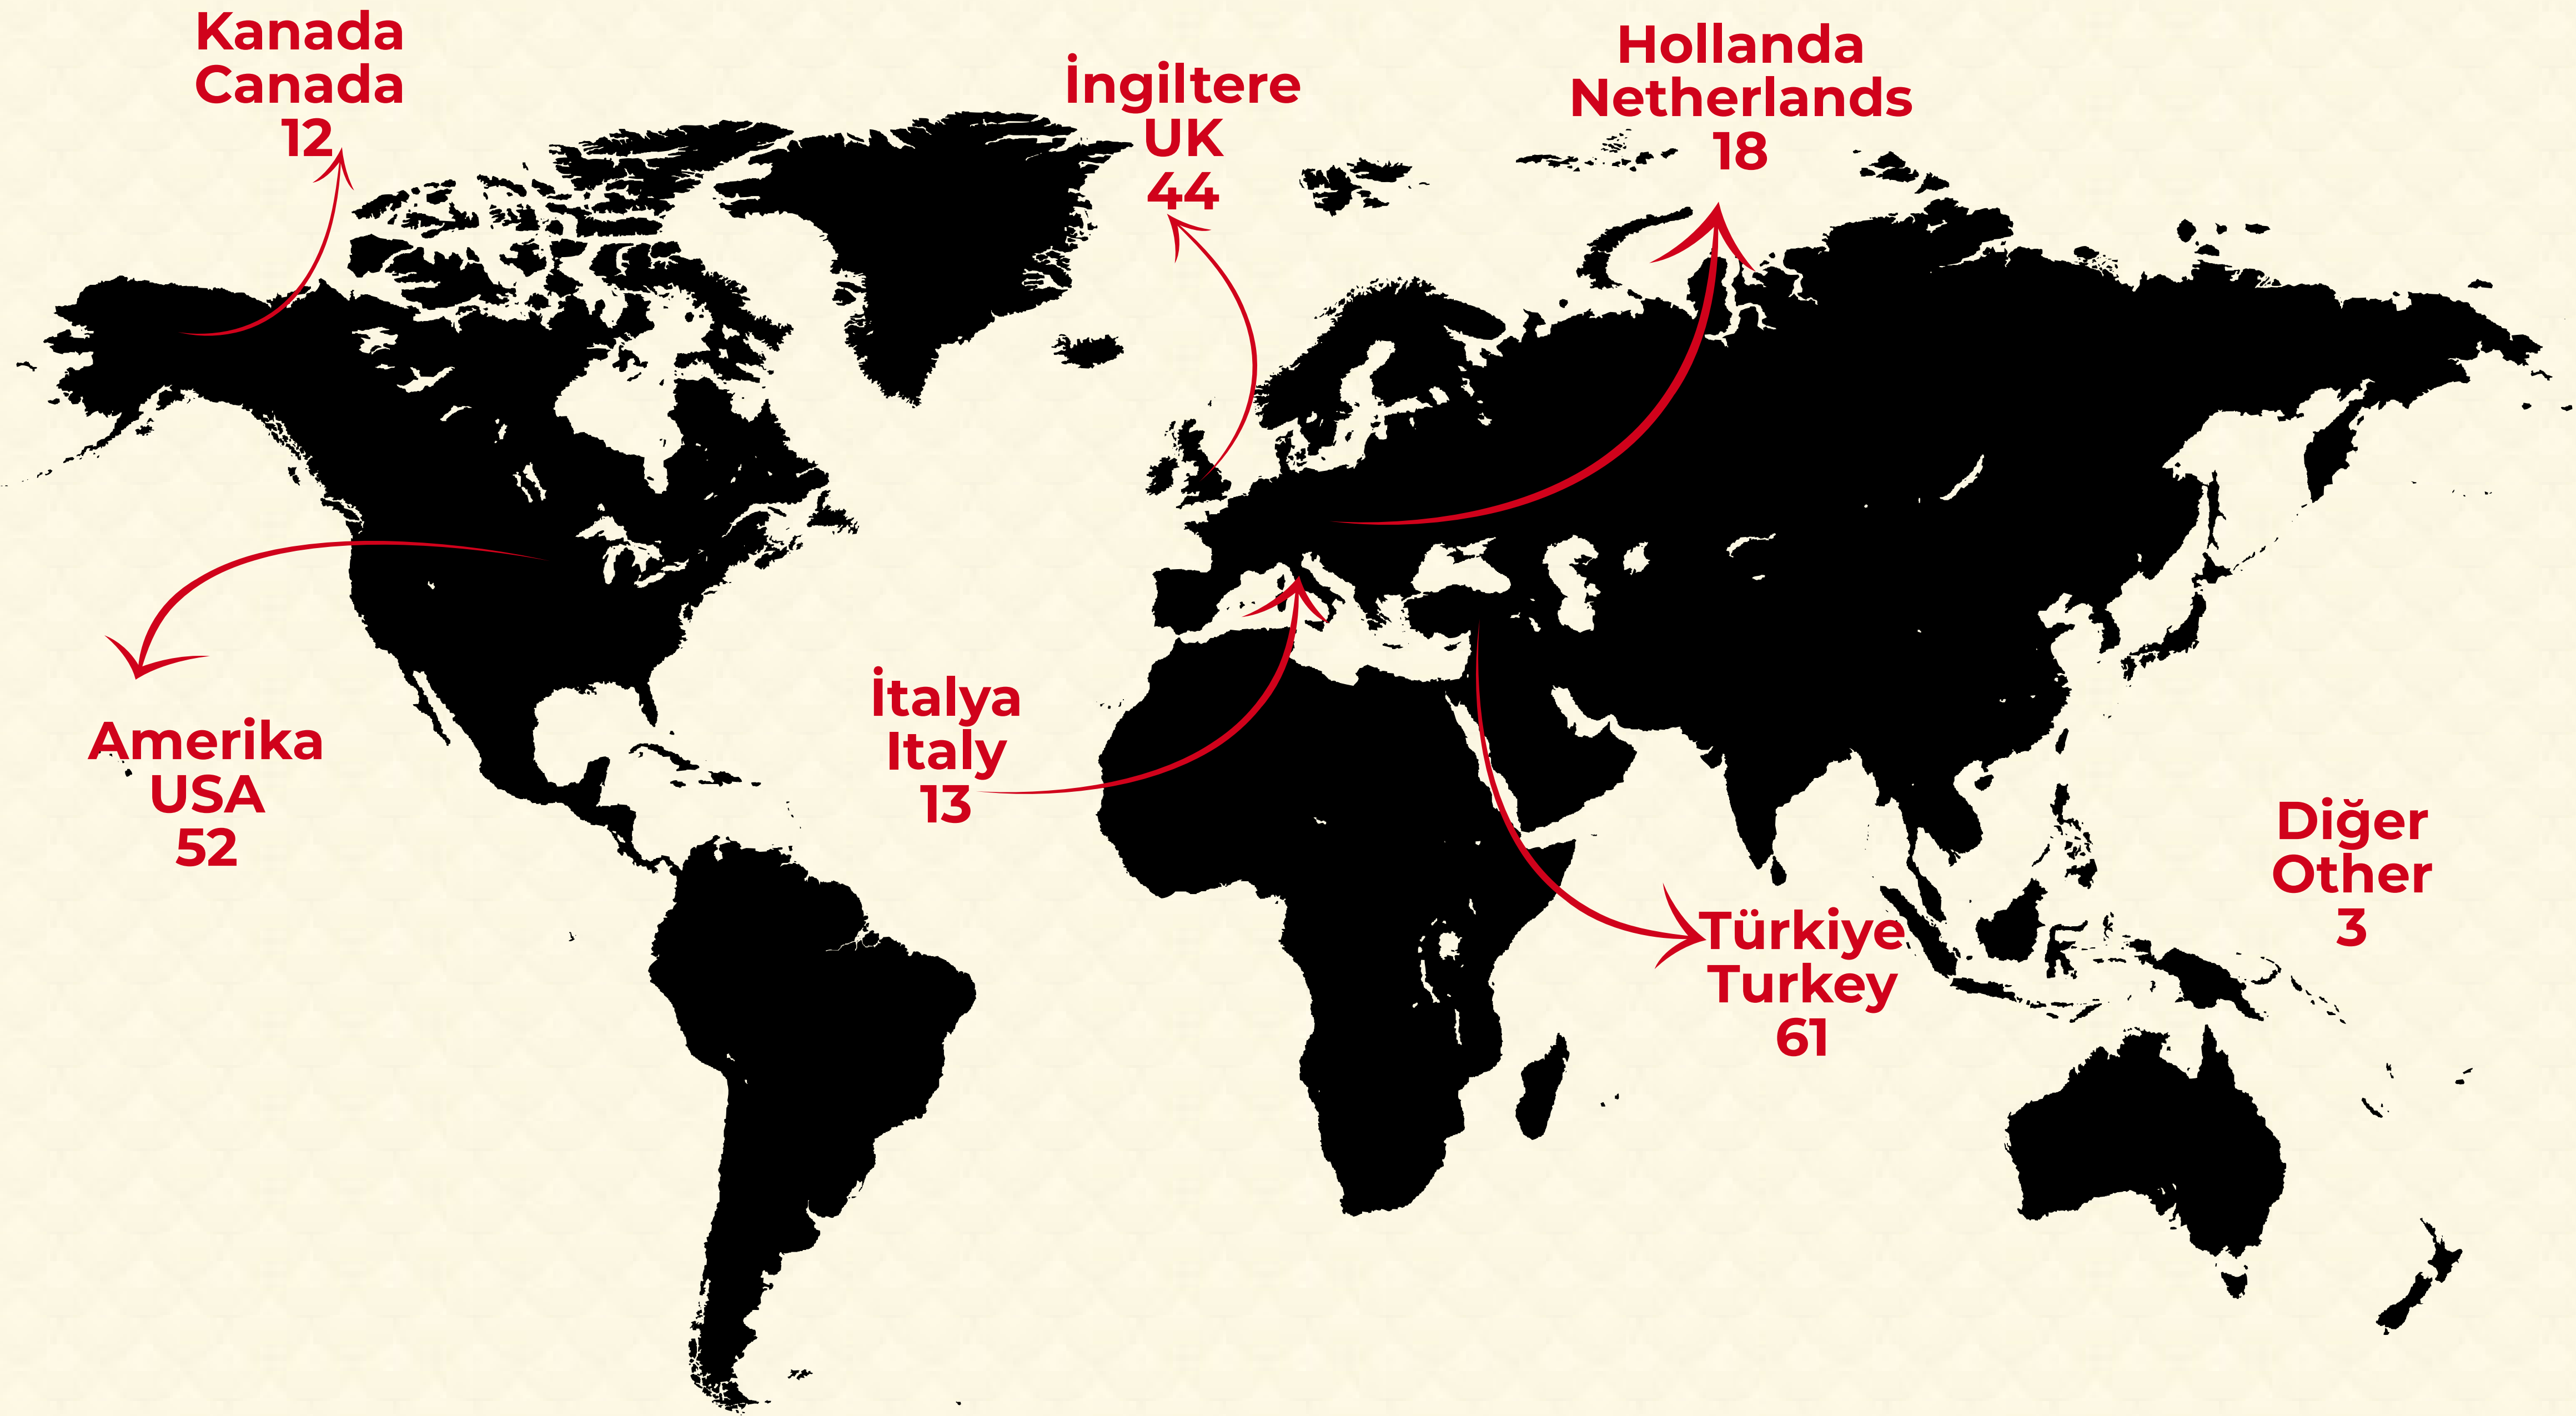 Kanada
Canada
12
İngiltere
UK
44
Hollanda
Netherlands
18
Amerika
USA
52
İtalya
Italy
13
Türkiye
Turkey
61
Diğer
Other
3